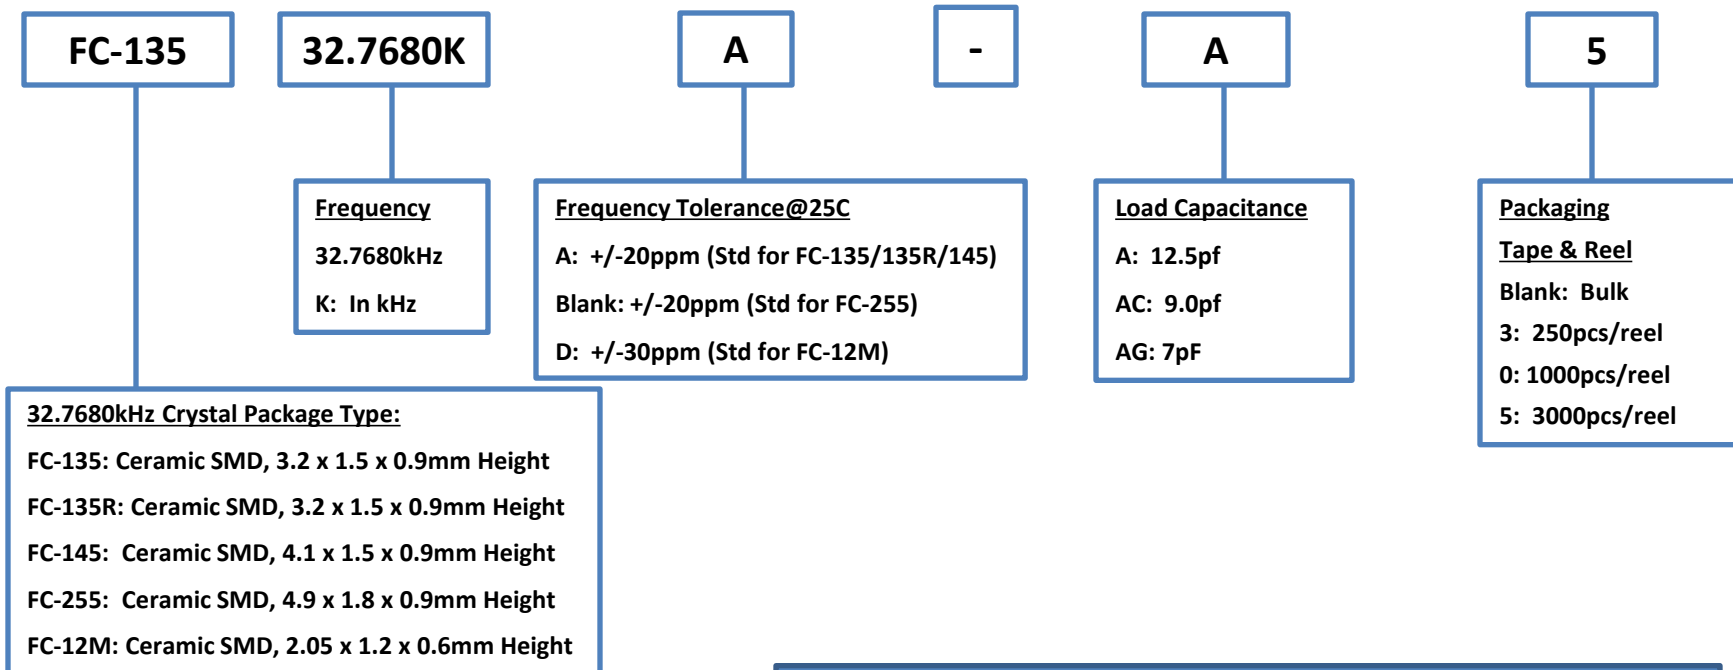 FC-135 32.7680K A - A 5
Frequency
32.7680kHz
K: In kHz
Frequency Tolerance@25C
A: +/-20ppm (Std for FC-135/135R/145)
Blank: +/-20ppm (Std for FC-255)
D: +/-30ppm (Std for FC-12M)
Load Capacitance
A: 12.5pf
AC: 9.0pf
AG: 7pF
Packaging
Tape & Reel
Blank: Bulk
3: 250pcs/reel
0: 1000pcs/reel
5: 3000pcs/reel
32.7680kHz Crystal Package Type:
FC-135: Ceramic SMD, 3.2 x 1.5 x 0.9mm Height
FC-135R: Ceramic SMD, 3.2 x 1.5 x 0.9mm Height
FC-145: Ceramic SMD, 4.1 x 1.5 x 0.9mm Height
FC-255: Ceramic SMD, 4.9 x 1.8 x 0.9mm Height
FC-12M: Ceramic SMD, 2.05 x 1.2 x 0.6mm Height